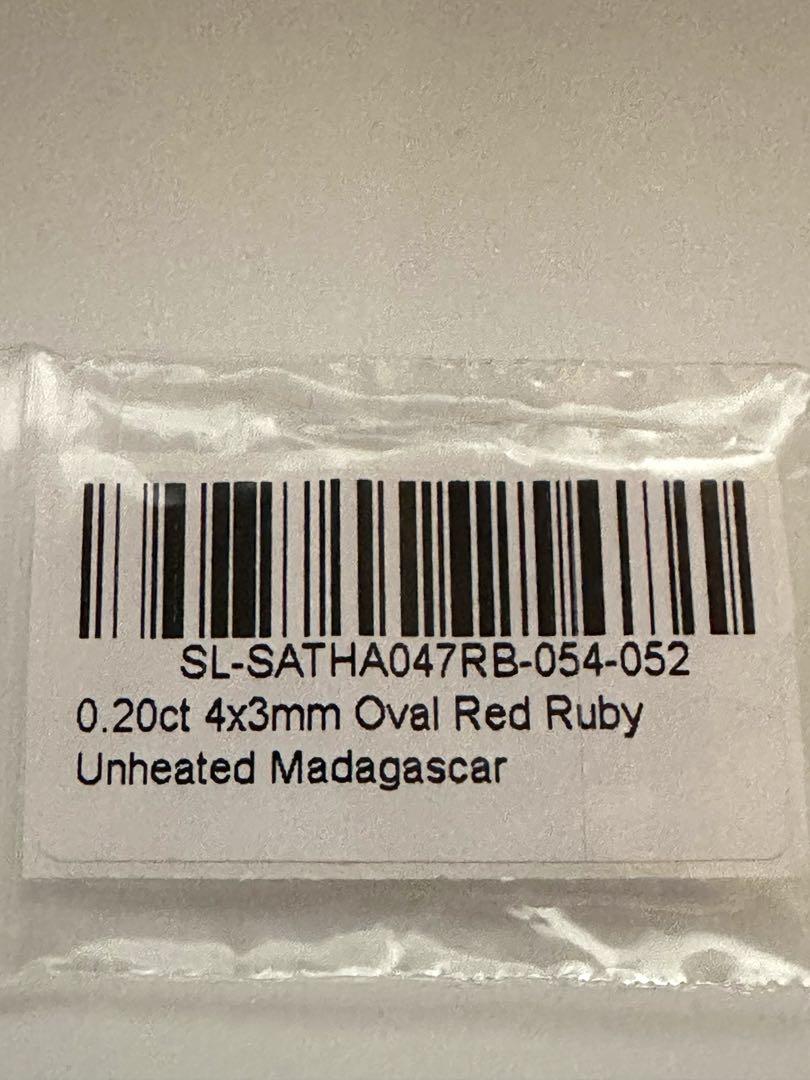 SL-SATHA047RB-054-052
0.20ct 4x3mm Oval Red Ruby
Unheated Madagascar